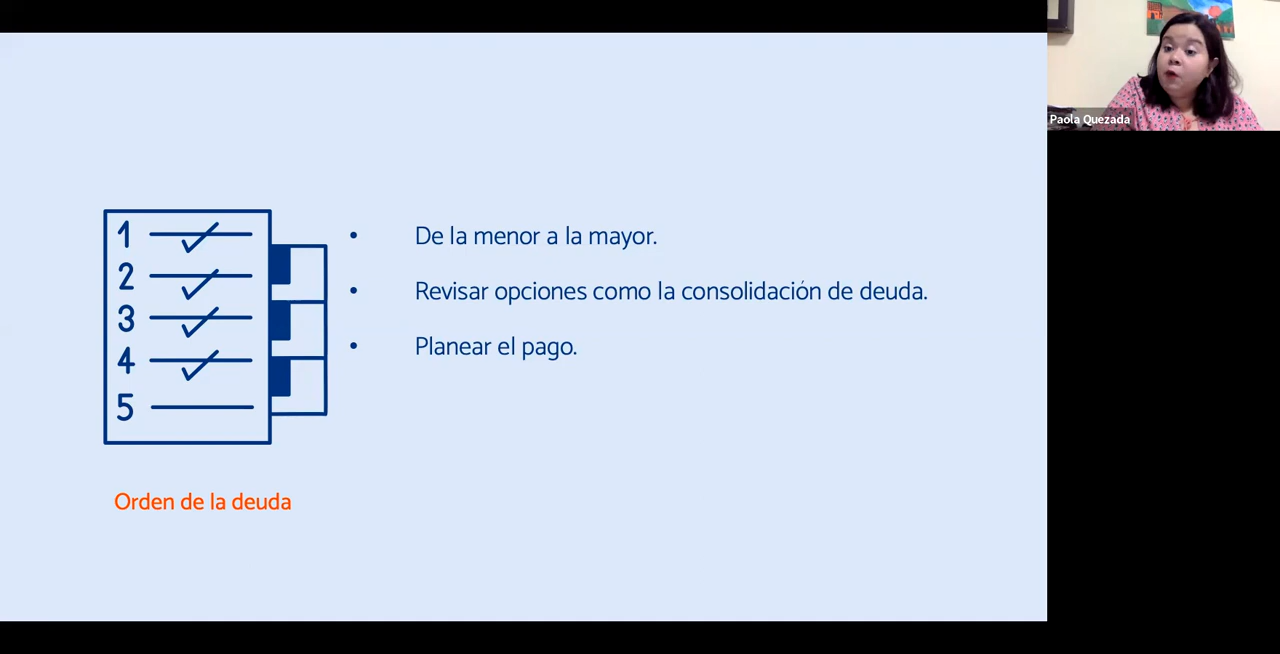 Paola Quezada
1
2
3
4
5
• De la menor a la mayor.
• Revisar opciones como la consolidación de deuda.
• Planear el pago.
Orden de la deuda